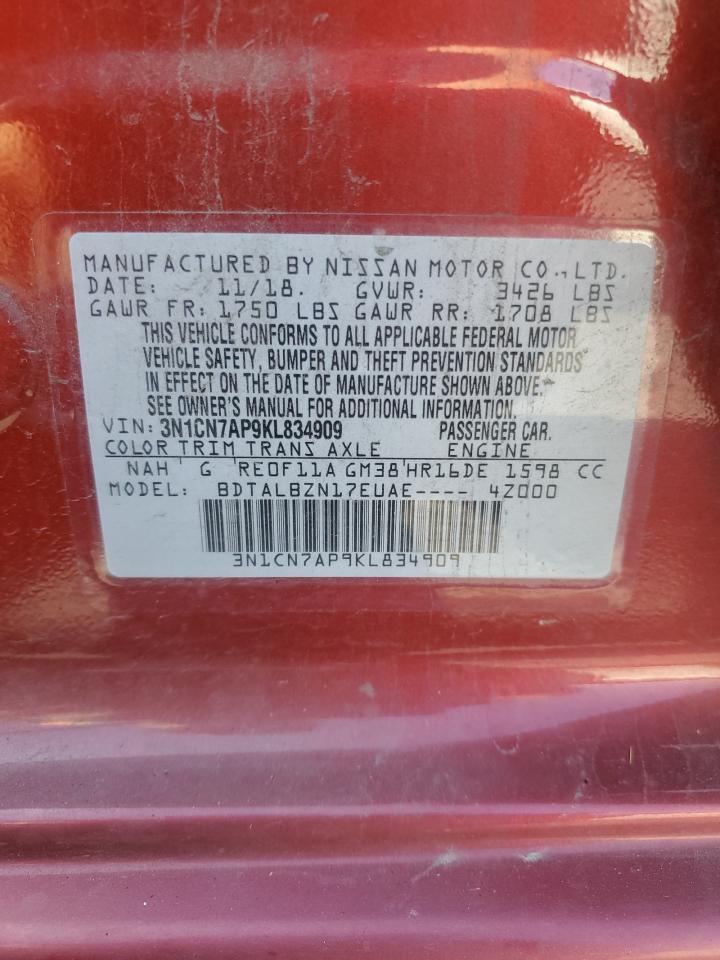 MANUFACTURED BY NISSAN MOTOR CO.,LTD.
DATE: 11/18. GVWR: 3426 LBS
GAWR FR: 1750 LBS GAWR RR: 1708 LBS
THIS VEHICLE CONFORMS TO ALL APPLICABLE FEDERAL MOTOR
VEHICLE SAFETY, BUMPER AND THEFT PREVENTION STANDARDS
IN EFFECT ON THE DATE OF MANUFACTURE SHOWN ABOVE.
SEE OWNER'S MANUAL FOR ADDITIONAL INFORMATION.
VIN: 3N1CN7AP9KL834909 PASSENGER CAR.
COLOR TRIM TRANS AXLE ENGINE
NAH G RE0F11A GM38 HR16DE 1598 CC
MODEL: BDTALBZN17EUAE---- 4Z000
3N1CN7AP9KL834909